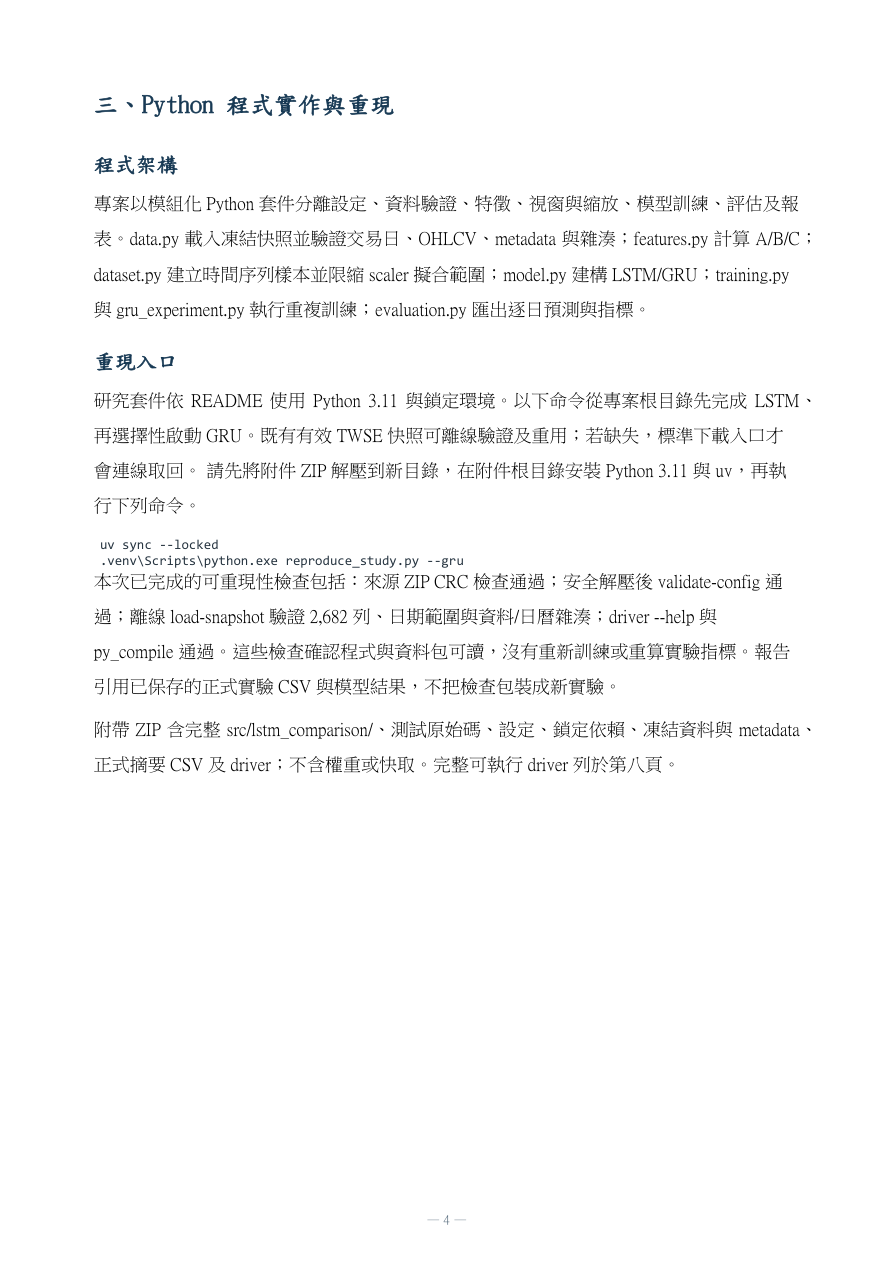 三、Python 程式實作與重現
程式架構
專案以模組化 Python 套件分離設定、資料驗證、特徵、視窗與縮放、模型訓練、評估及報
表。data.py 載入凍結快照並驗證交易日、OHLCV、metadata 與雜湊；features.py 計算 A/B/C；
dataset.py 建立時間序列樣本並限縮 scaler 擬合範圍；model.py 建構 LSTM/GRU；training.py
與 gru_experiment.py 執行重複訓練；evaluation.py 匯出逐日預測與指標。
重現入口
研究套件依 README 使用 Python 3.11 與鎖定環境。以下命令從專案根目錄先完成 LSTM、
再選擇性啟動 GRU。既有有效 TWSE 快照可離線驗證及重用；若缺失，標準下載入口才
會連線取回。 請先將附件 ZIP 解壓到新目錄，在附件根目錄安裝 Python 3.11 與 uv，再執
行下列命令。
uv sync --locked
.venv\Scripts\python.exe reproduce_study.py --gru
本次已完成的可重現性檢查包括：來源 ZIP CRC 檢查通過；安全解壓後 validate-config 通
過；離線 load-snapshot 驗證 2,682 列、日期範圍與資料/日曆雜湊；driver --help 與
py_compile 通過。這些檢查確認程式與資料包可讀，沒有重新訓練或重算實驗指標。報告
引用已保存的正式實驗 CSV 與模型結果，不把檢查包裝成新實驗。
附帶 ZIP 含完整 src/lstm_comparison/、測試原始碼、設定、鎖定依賴、凍結資料與 metadata、
正式摘要 CSV 及 driver；不含權重或快取。完整可執行 driver 列於第八頁。
— 4 —